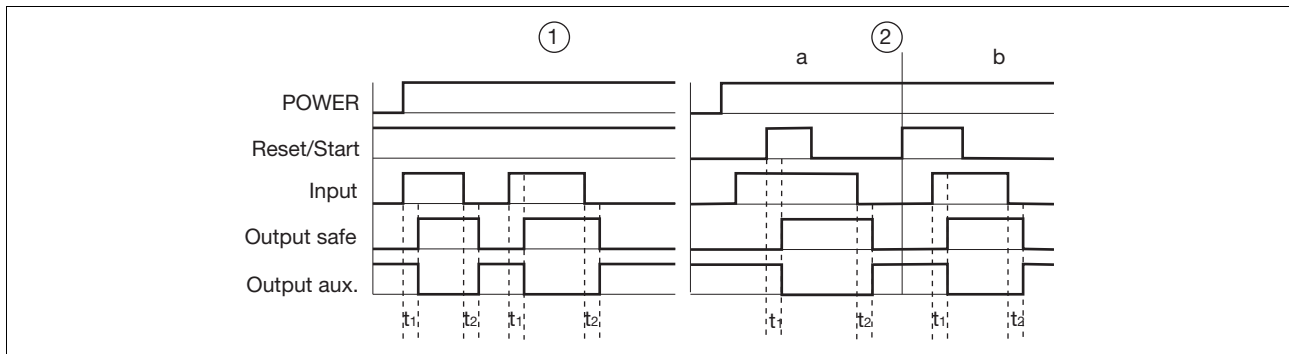 1
2
a
b
POWER
Reset/Start
Input
Output safe
Output aux.
t1 t2 t1 t2 t1 t2 t1 t2